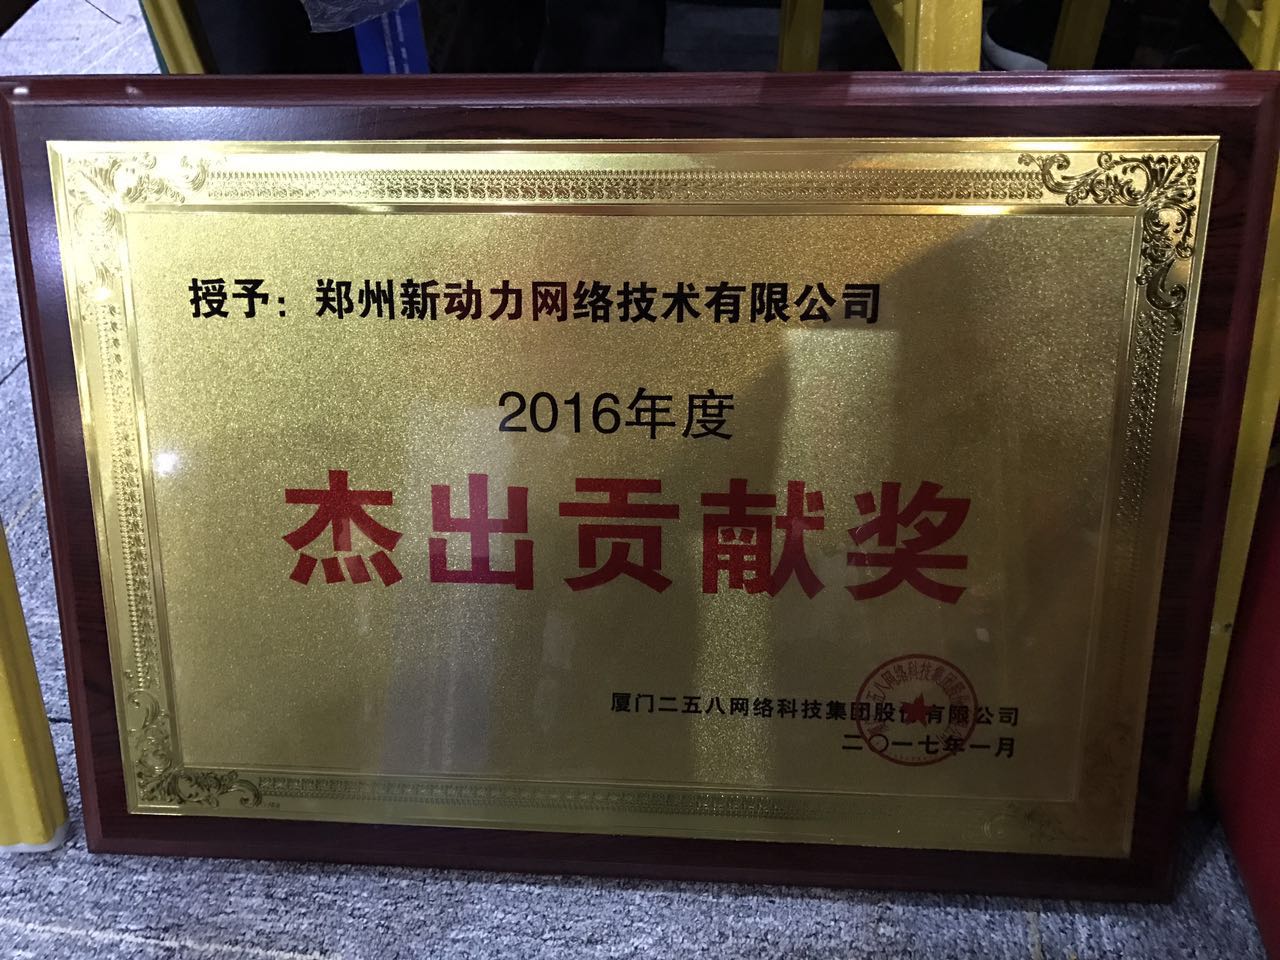 授予：郑州新动力网络技术有限公司
2016年度
杰出贡献奖
厦门二五八网络科技集团股份有限公司
二〇一七年一月